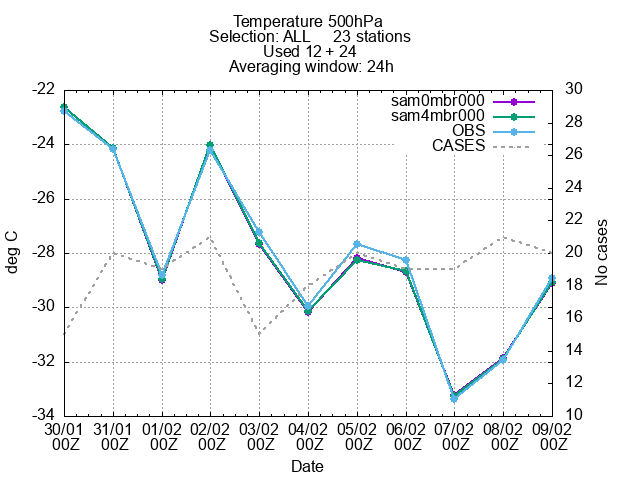 Temperature 500hPa
Selection: ALL 23 stations
Used 12 + 24
Averaging window: 24h
sam0mbr000
sam4mbr000
OBS
CASES
-22
-24
-26
-28
-30
-32
-34
deg C
30
28
26
24
22
20
18
16
14
12
10
No cases
30/01 31/01 01/02 02/02 03/02 04/02 05/02 06/02 07/02 08/02 09/02
00Z 00Z 00Z 00Z 00Z 00Z 00Z 00Z 00Z 00Z 00Z
Date